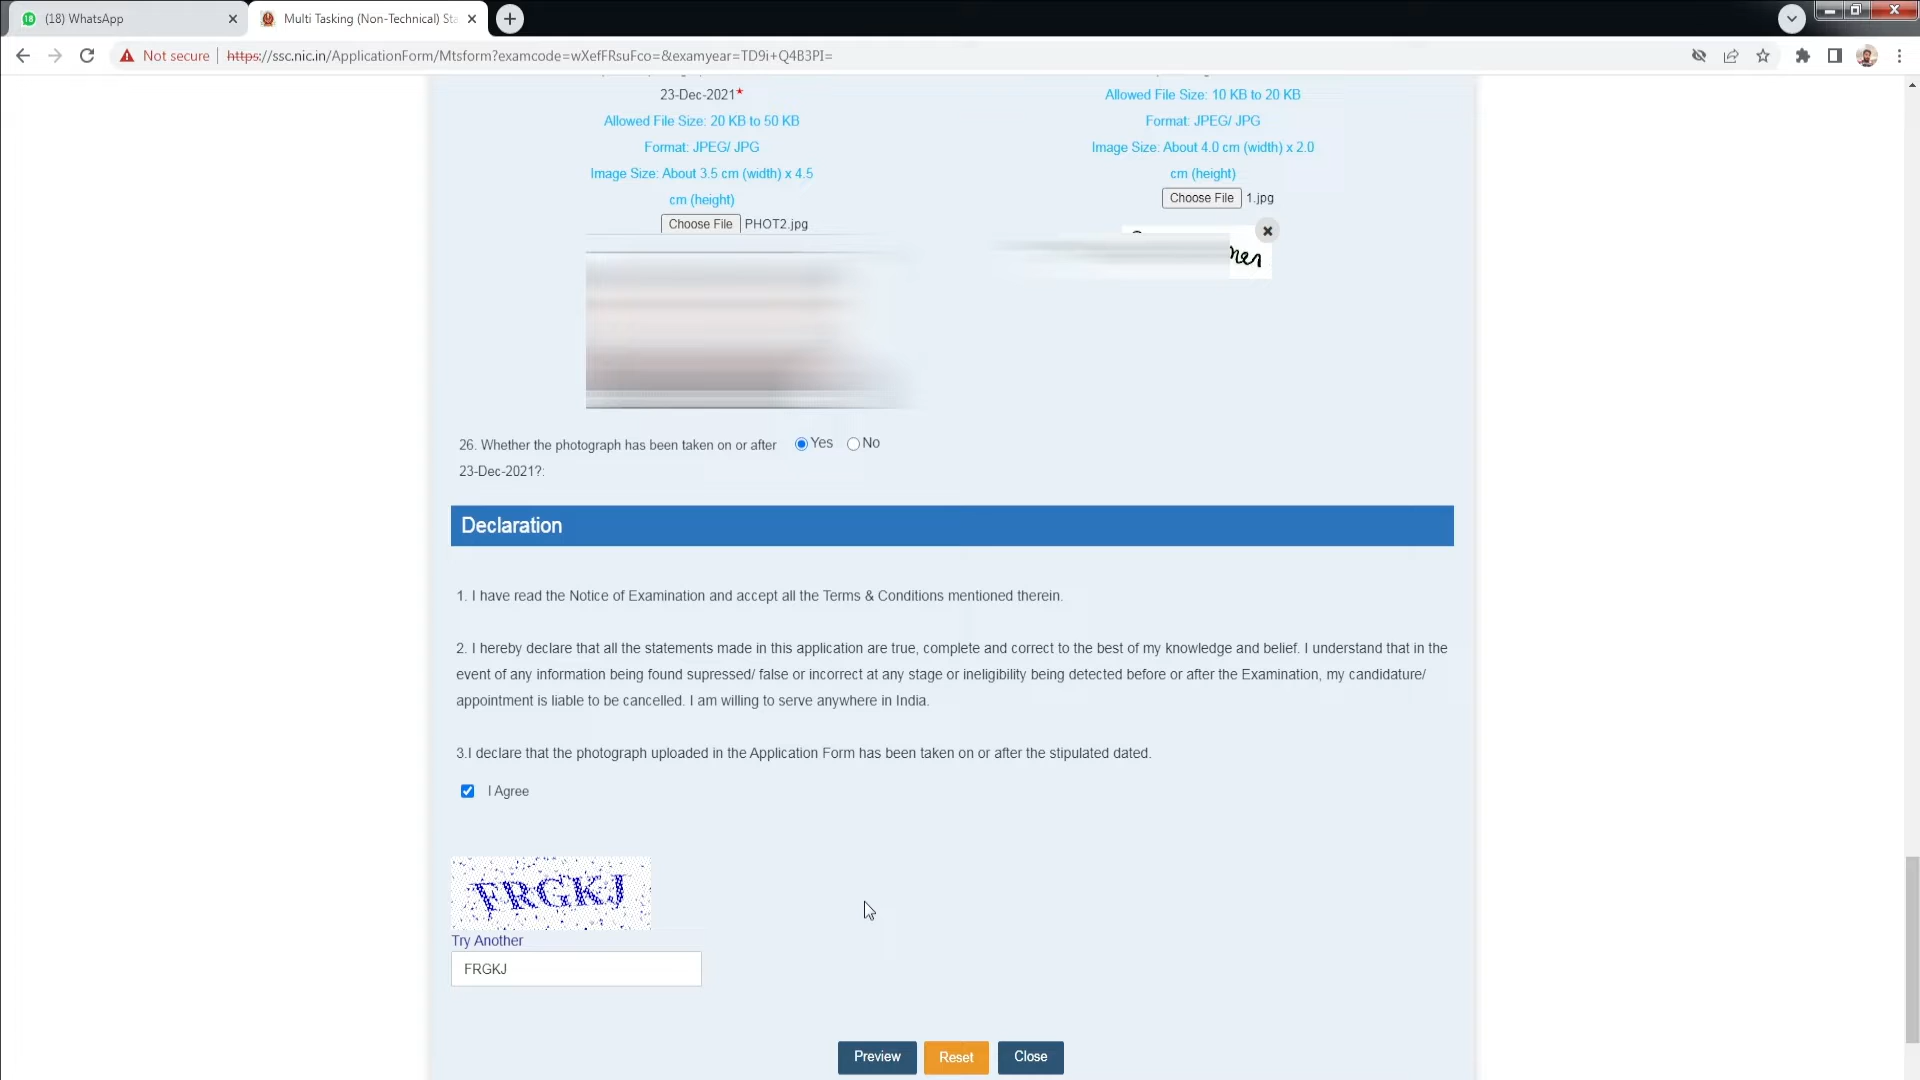 (18) WhatsApp
Multi Tasking (Non-Technical) Sta
Not secure
https://ssc.nic.in/ApplicationForm/Mtsform?examcode=wXefFRsuFco=&examyear=TD9i+Q4B3PI=
23-Dec-2021*
Allowed File Size: 20 KB to 50 KB
Format: JPEG/ JPG
Image Size: About 3.5 cm (width) x 4.5
cm (height)
Choose File PHOT2.jpg
Allowed File Size: 10 KB to 20 KB
Format: JPEG/ JPG
Image Size: About 4.0 cm (width) x 2.0
cm (height)
Choose File 1.jpg
26. Whether the photograph has been taken on or after
23-Dec-2021?:
Yes No
Declaration
1. I have read the Notice of Examination and accept all the Terms & Conditions mentioned therein.
2. I hereby declare that all the statements made in this application are true, complete and correct to the best of my knowledge and belief. I understand that in the
event of any information being found supressed/ false or incorrect at any stage or ineligibility being detected before or after the Examination, my candidature/
appointment is liable to be cancelled. I am willing to serve anywhere in India.
3.I declare that the photograph uploaded in the Application Form has been taken on or after the stipulated dated.
I Agree
FRGKJ
Try Another
FRGKJ
Preview Reset Close